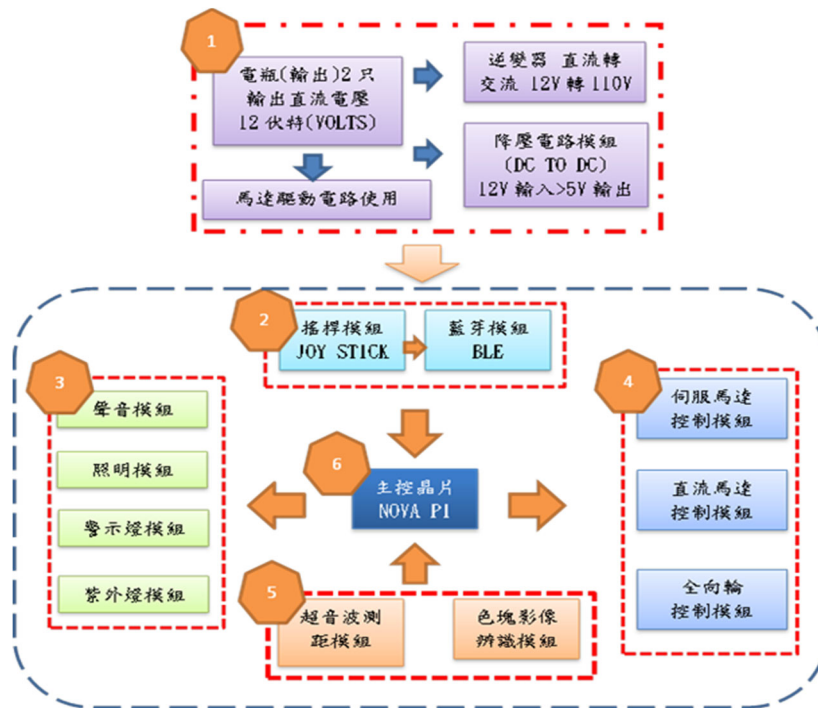 1
電瓶(輸出)2只
輸出直流電壓
12伏特(VOLTS)
逆變器 直流轉
交流 12V轉110V
降壓電路模組
(DC TO DC)
12V輸入>5V輸出
馬達驅動電路使用
2
搖桿模組
JOY STICK
藍芽模組
BLE
3
聲音模組
照明模組
警示燈模組
紫外燈模組
4
伺服馬達
控制模組
直流馬達
控制模組
全向輪
控制模組
6
主控晶片
NOVA PI
5
超音波測
距模組
色塊影像
辨識模組